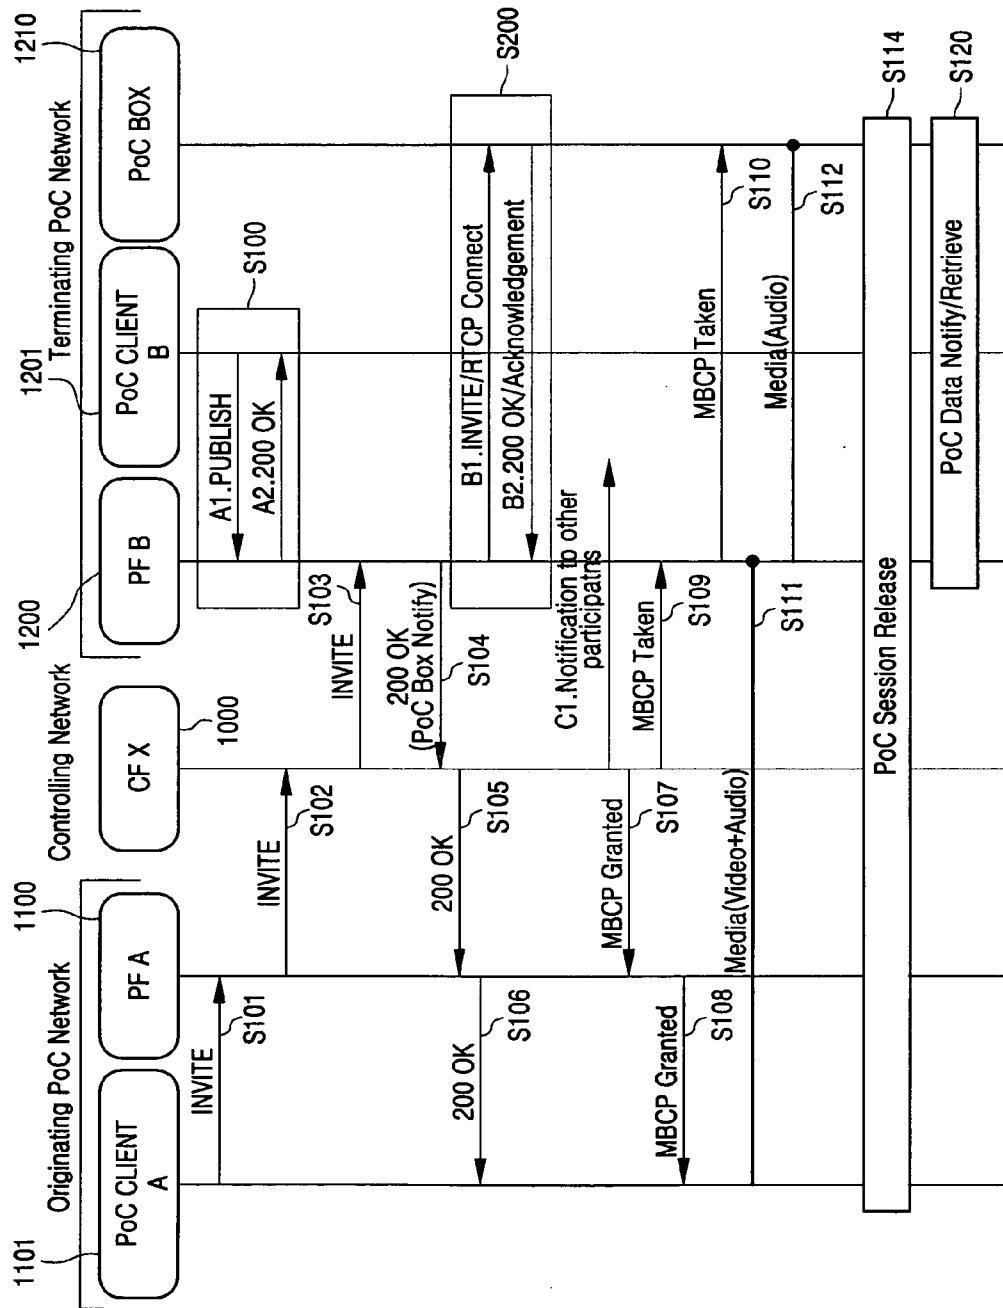 Originating PoC Network
Controlling Network
Terminating PoC Network
1101
1100
1200
1201
1210
PoC CLIENT
A
PF A
CF X
1000
PF B
PoC CLIENT
B
PoC BOX
S100
A1.PUBLISH
A2.200 OK
INVITE
S101
INVITE
S102
INVITE
S103
200 OK
(PoC Box Notify)
S104
S200
B1.INVITE/RTCP Connect
B2.200 OK/Acknowledgement
200 OK
S105
200 OK
S106
C1.Notification to other
participatns
MBCP Granted
S107
MBCP Taken
S109
MBCP Granted
S108
MBCP Taken
S110
Media(Video+Audio)
S111
Media(Audio)
S112
PoC Session Release
S114
PoC Data Notify/Retrieve
S120